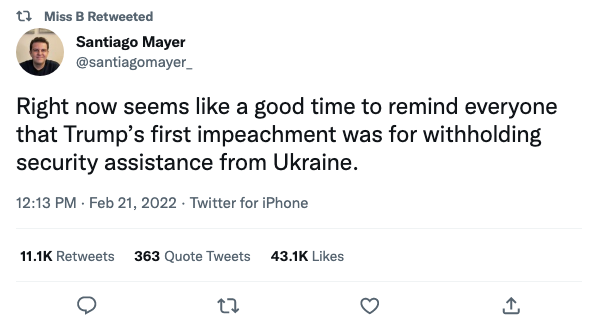 Miss B Retweeted
Santiago Mayer
@santiagomayer_
Right now seems like a good time to remind everyone
that Trump’s first impeachment was for withholding
security assistance from Ukraine.
12:13 PM · Feb 21, 2022 · Twitter for iPhone
11.1K Retweets 363 Quote Tweets 43.1K Likes